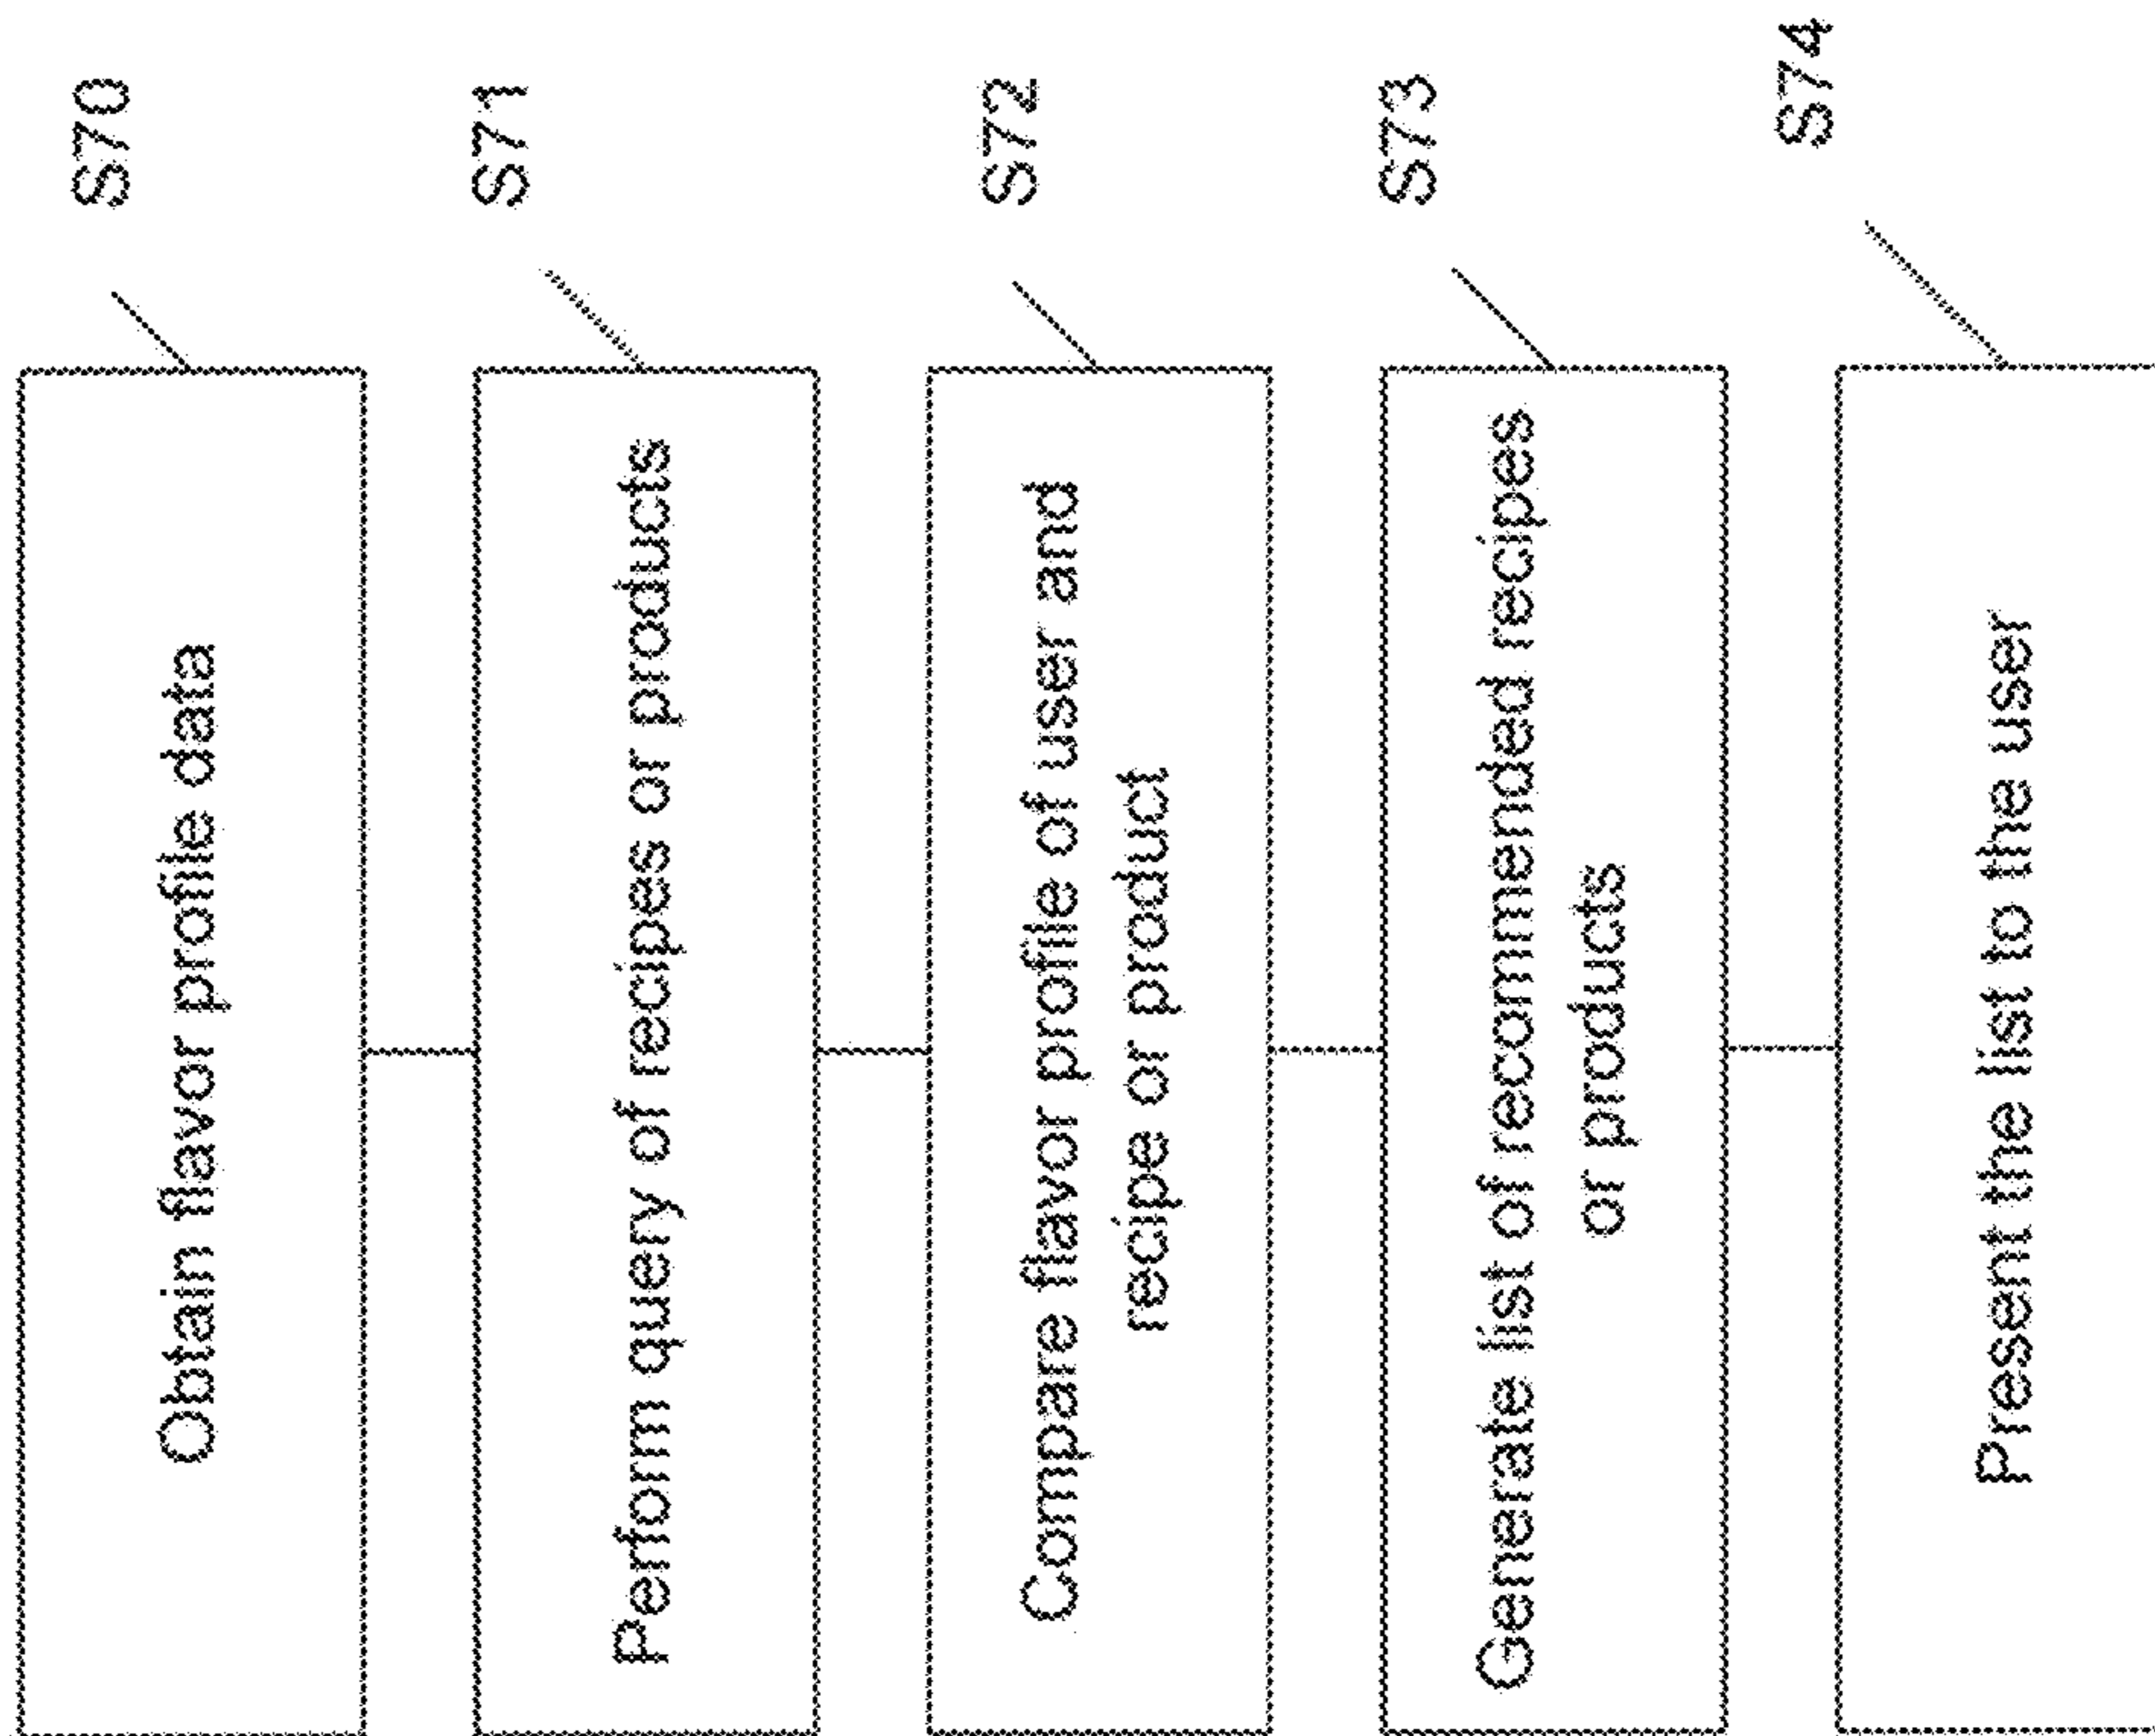 Obtain flavor profile data
S70
Perform query of recipes or products
S71
Compare flavor profile of user and
recipe or product
S72
Generate list of recommended recipes
or products
S73
Present the list to the user
S74